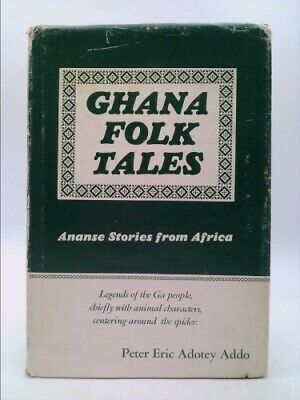 GHANA
FOLK
TALES
Ananse Stories from Africa
Legends of the Ga people,
chiefly with animal characters,
centering around the spider.
Peter Eric Adotey Addo